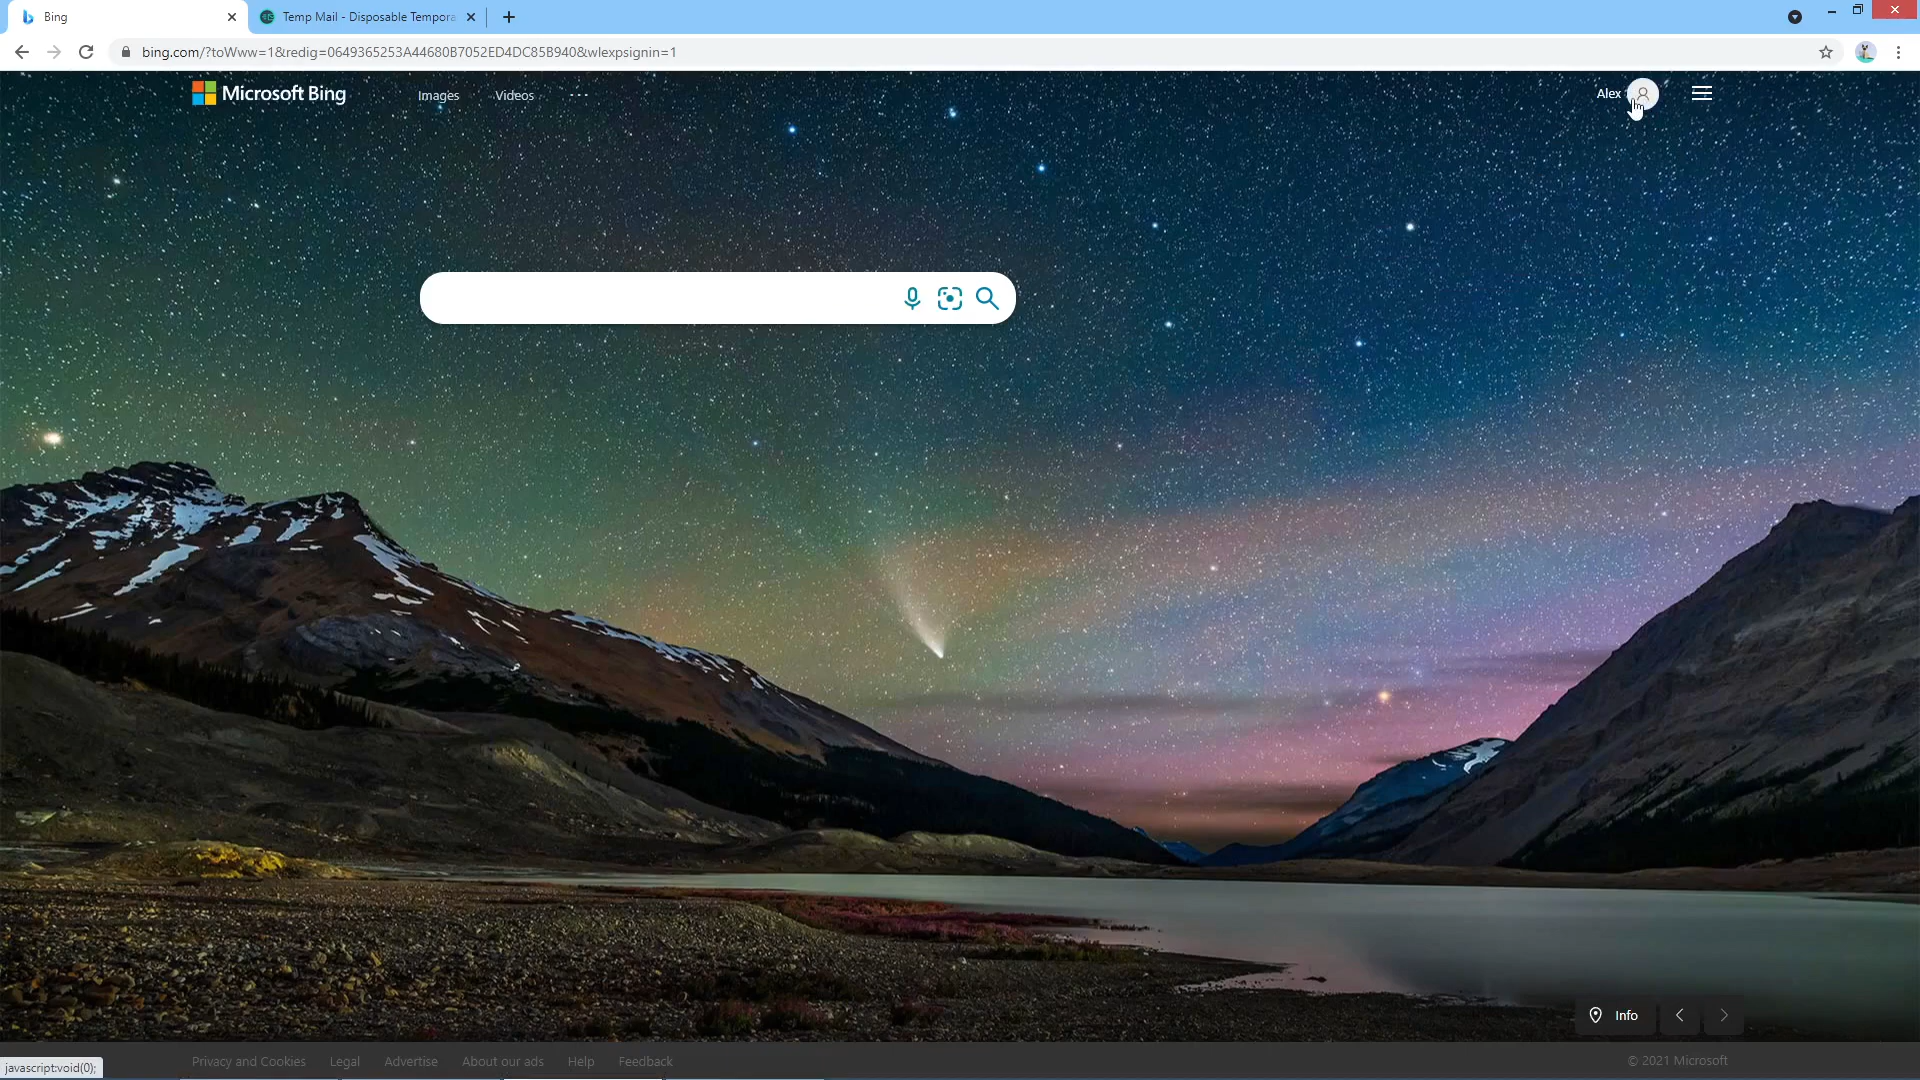 Bing
Temp Mail - Disposable Tempora
bing.com/?toWww=1&redig=0649365253A44680B7052ED4DC85B940&wlexpsignin=1
Microsoft Bing
Images
Videos
Alex
Info
javascript:void(0);
Privacy and Cookies
Legal
Advertise
About our ads
Help
Feedback
© 2021 Microsoft